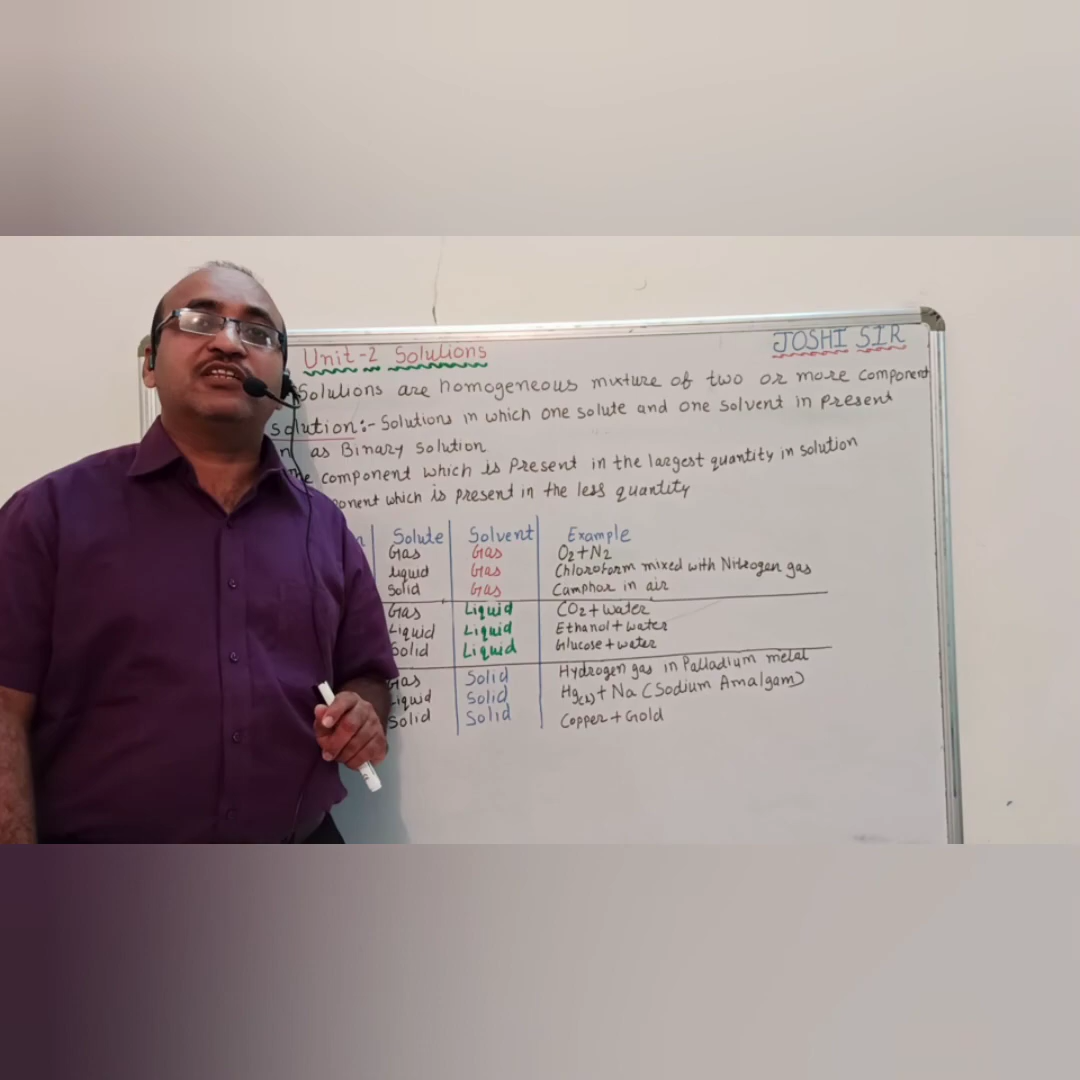 Unit-2 Solutions
JOSHI SIR
Solutions are homogeneous mixture of two or more component
solution:- Solutions in which one solute and one solvent in present
n as Binary solution
he component which is present in the largest quantity in solution
ponent which is present in the less quantity
n Solute Solvent Example
Gas Gas O2+N2
Liquid Gas Chloroform mixed with Nitrogen gas
Solid Gas Camphor in air
Gas Liquid CO2+water
Liquid Liquid Ethanol+water
Solid Liquid Glucose+water
Gas Solid Hydrogen gas in Palladium metal
Liquid Solid Hg(l)+Na (Sodium Amalgam)
Solid Solid Copper+Gold